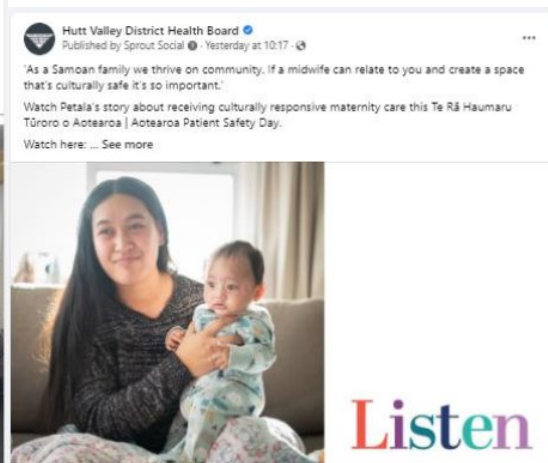 Hutt Valley District Health Board
Published by Sprout Social · Yesterday at 10:17 ·
'As a Samoan family we thrive on community. If a midwife can relate to you and create a space
that's culturally safe it's so important.'
Watch Petala's story about receiving culturally responsive maternity care this Te Rā Haumaru
Tūroro o Aotearoa | Aotearoa Patient Safety Day.
Watch here: ... See more
Listen